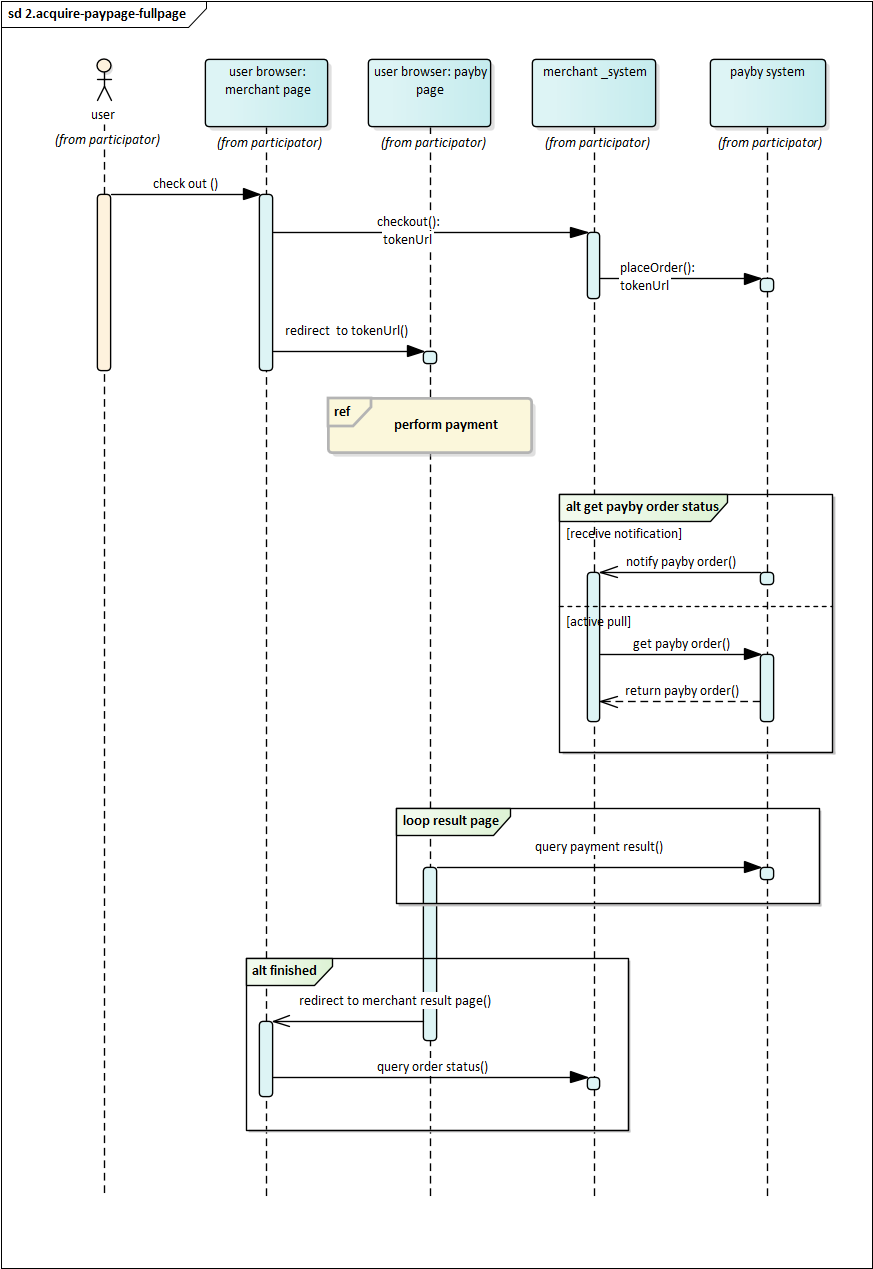 sd 2.acquire-paypage-fullpage
user
(from participator)
user browser:
merchant page
(from participator)
user browser: payby
page
(from participator)
merchant _system
(from participator)
payby system
(from participator)
check out ()
checkout():
tokenUrl
placeOrder():
tokenUrl
redirect  to tokenUrl()
ref
perform payment
alt get payby order status
[receive notification]
notify payby order()
[active pull]
get payby order()
return payby order()
loop result page
query payment result()
alt finished
redirect to merchant result page()
query order status()